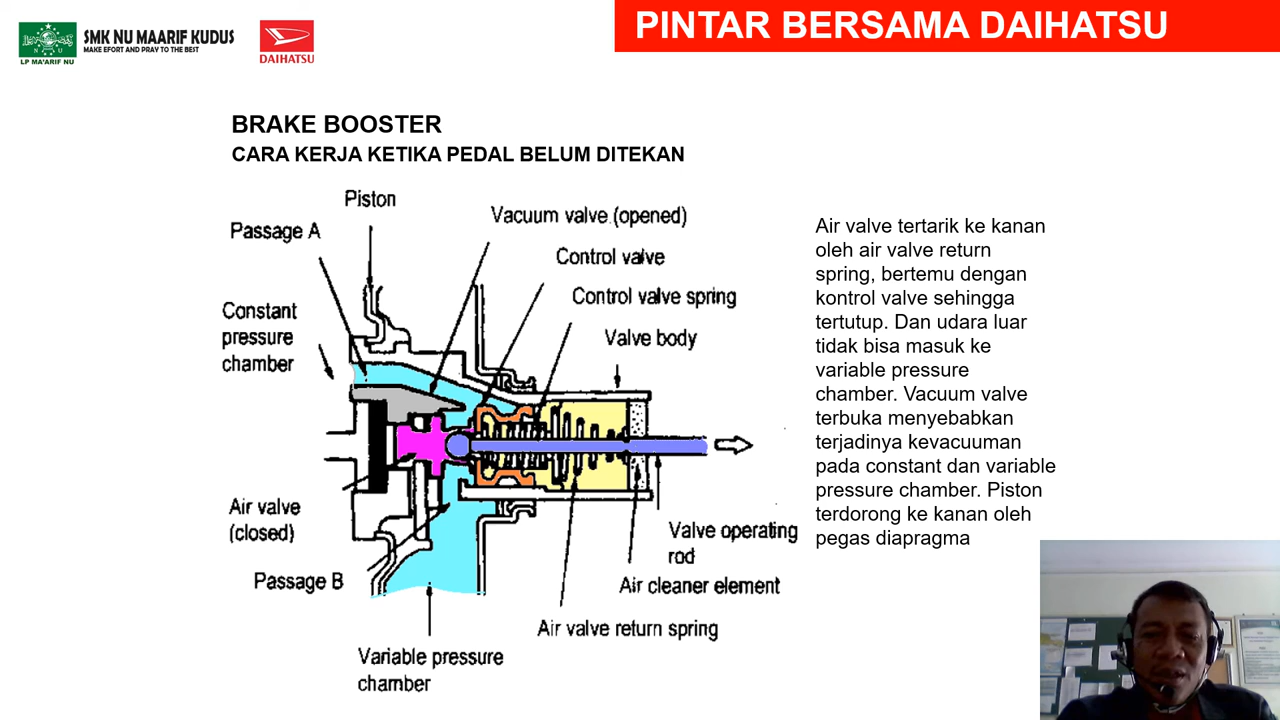 SMK NU MAARIF KUDUS
MAKE EFORT AND PRAY TO THE BEST
NU
LP MA'ARIF NU
DAIHATSU
PINTAR BERSAMA DAIHATSU
BRAKE BOOSTER
CARA KERJA KETIKA PEDAL BELUM DITEKAN
Piston
Passage A
Vacuum valve (opened)
Control valve
Control valve spring
Valve body
Constant
pressure
chamber
Air valve
(closed)
Passage B
Variable pressure
chamber
Valve operating
rod
Air cleaner element
Air valve return spring
Air valve tertarik ke kanan
oleh air valve return
spring, bertemu dengan
kontrol valve sehingga
tertutup. Dan udara luar
tidak bisa masuk ke
variable pressure
chamber. Vacuum valve
terbuka menyebabkan
terjadinya kevacuuman
pada constant dan variable
pressure chamber. Piston
terdorong ke kanan oleh
pegas diapragma